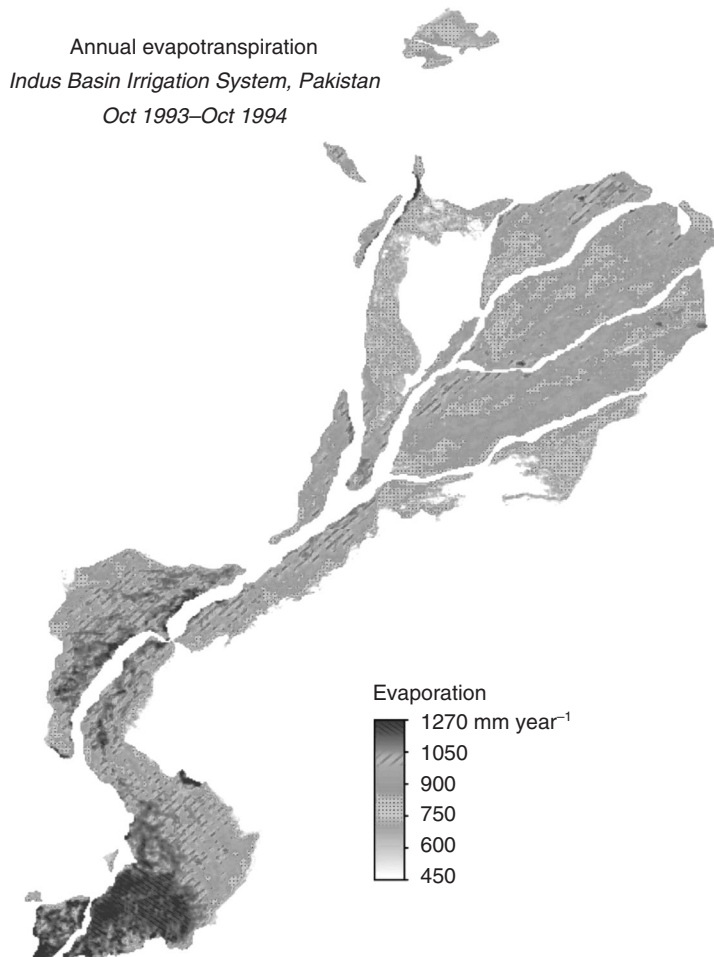 Annual evapotranspiration
Indus Basin Irrigation System, Pakistan
Oct 1993–Oct 1994
Evaporation
1270 mm year⁻¹
1050
900
750
600
450